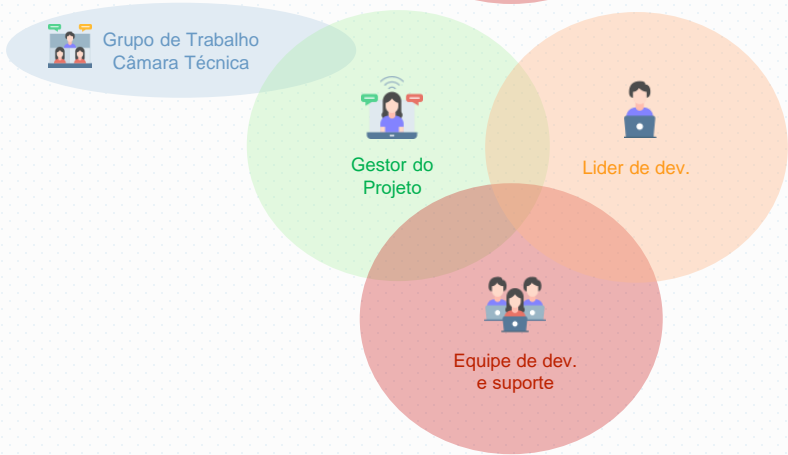 Grupo de Trabalho
Câmara Técnica
Gestor do
Projeto
Lider de dev.
Equipe de dev.
e suporte